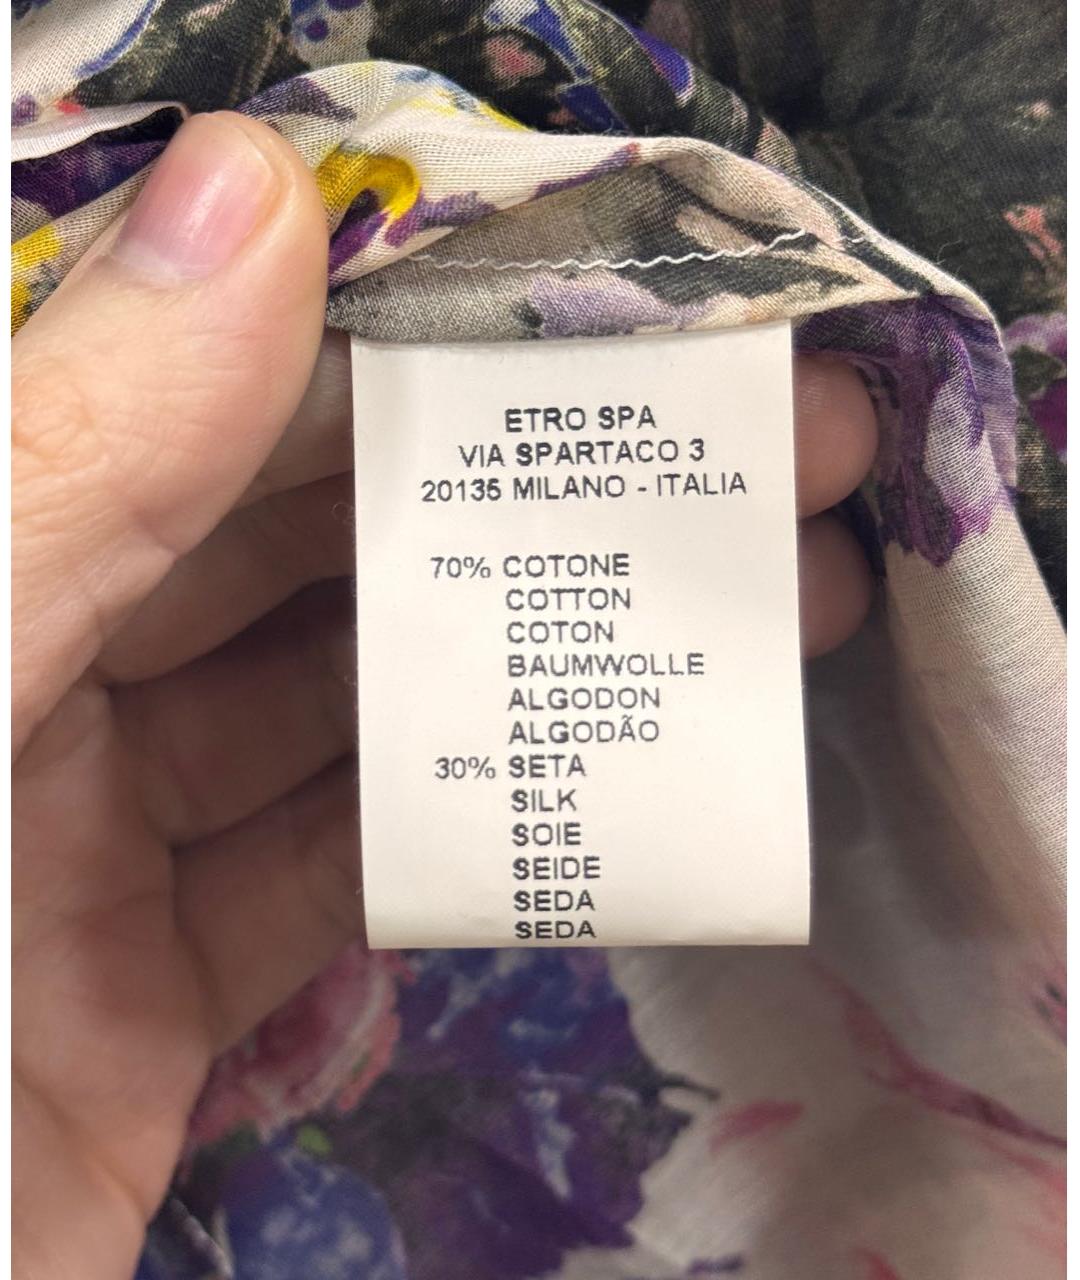 ETRO SPA
VIA SPARTACO 3
20135 MILANO - ITALIA
70% COTONE
COTTON
COTON
BAUMWOLLE
ALGODON
ALGODÃO
30% SETA
SILK
SOIE
SEIDE
SEDA
SEDA